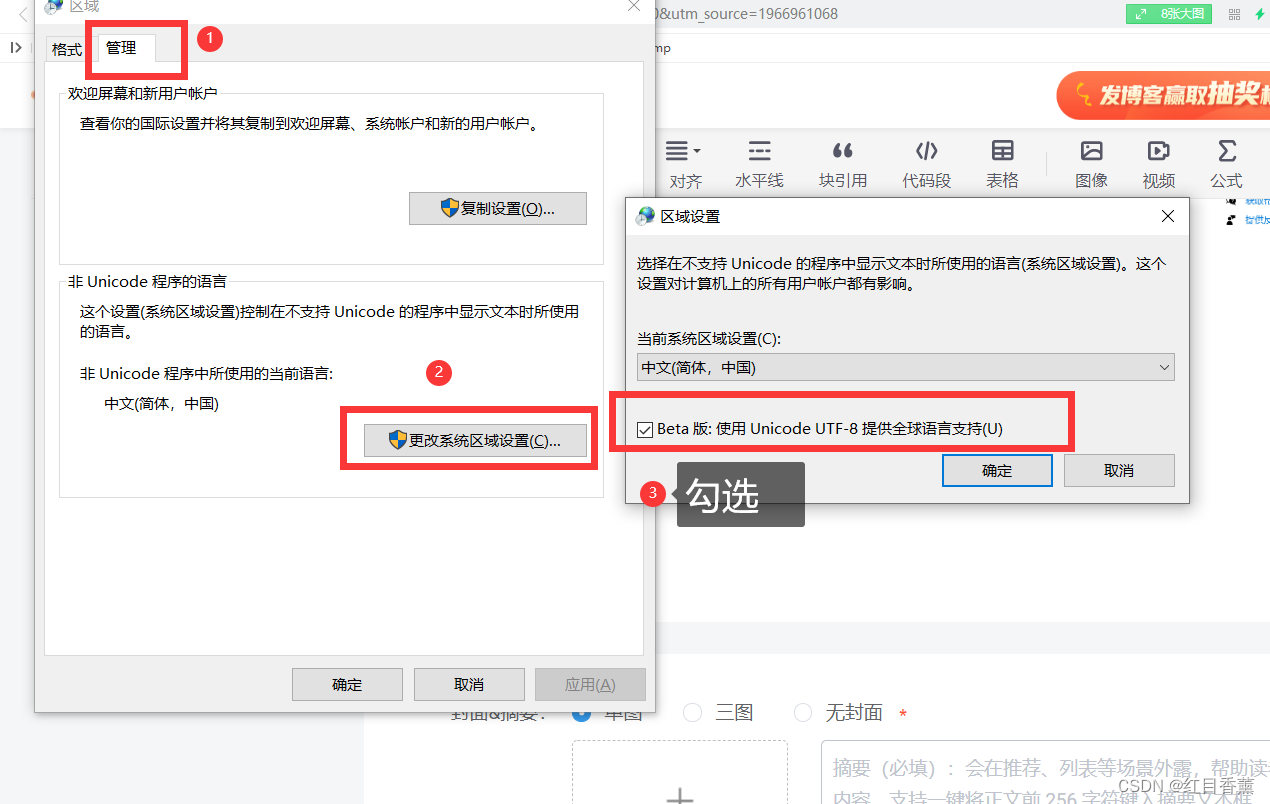 区域
0&utm_source=1966961068
8张大图
格式
管理
1
mp
欢迎屏幕和新用户帐户
查看你的国际设置并将其复制到欢迎屏幕、系统帐户和新的用户帐户。
复制设置(O)...
发博客赢取抽奖
对齐
水平线
块引用
代码段
表格
图像
视频
公式
非 Unicode 程序的语言
这个设置(系统区域设置)控制在不支持 Unicode 的程序中显示文本时所使用
的语言。
非 Unicode 程序中所使用的当前语言:
中文(简体，中国)
2
更改系统区域设置(C)...
区域设置
选择在不支持 Unicode 的程序中显示文本时所使用的语言(系统区域设置)。这个
设置对计算机上的所有用户帐户都有影响。
当前系统区域设置(C):
中文(简体，中国)
Beta 版: 使用 Unicode UTF-8 提供全球语言支持(U)
确定
取消
3
勾选
确定
取消
应用(A)
封面&摘要：
单图
三图
无封面 *
摘要（必填）：会在推荐、列表等场景外露，帮助读
内容，支持一键将正文前 256 字符键入摘要文本框
CSDN @红目香薰